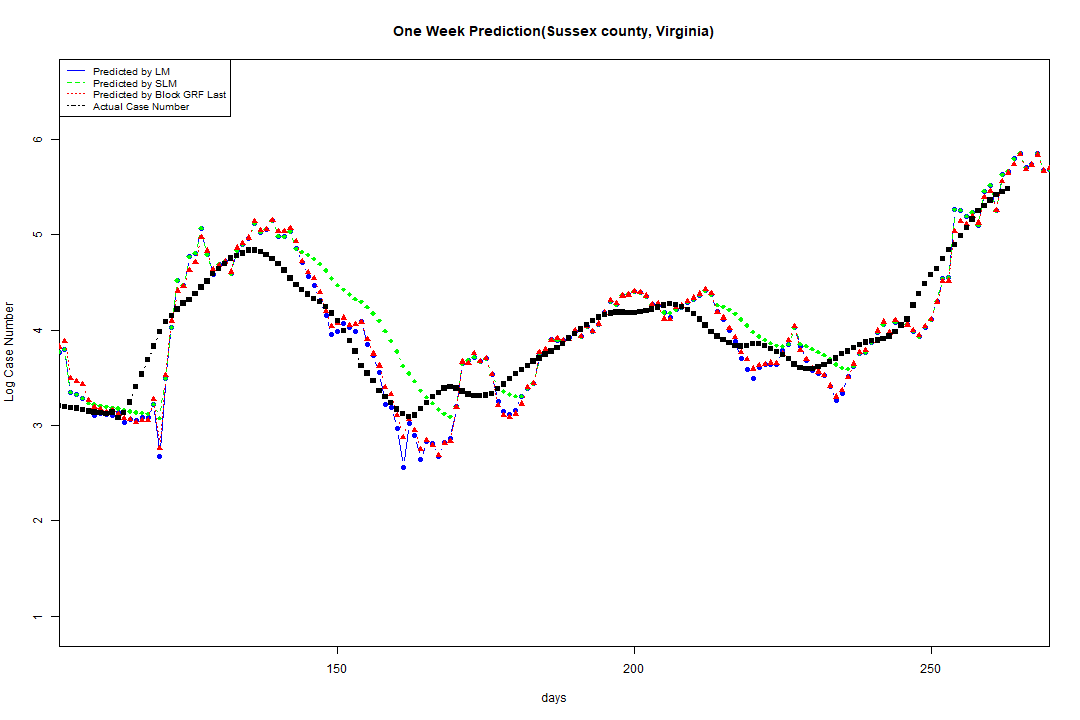 One Week Prediction(Sussex county, Virginia)
Predicted by LM
Predicted by SLM
Predicted by Block GRF Last
Actual Case Number
Log Case Number
6
5
4
3
2
1
150
200
250
days